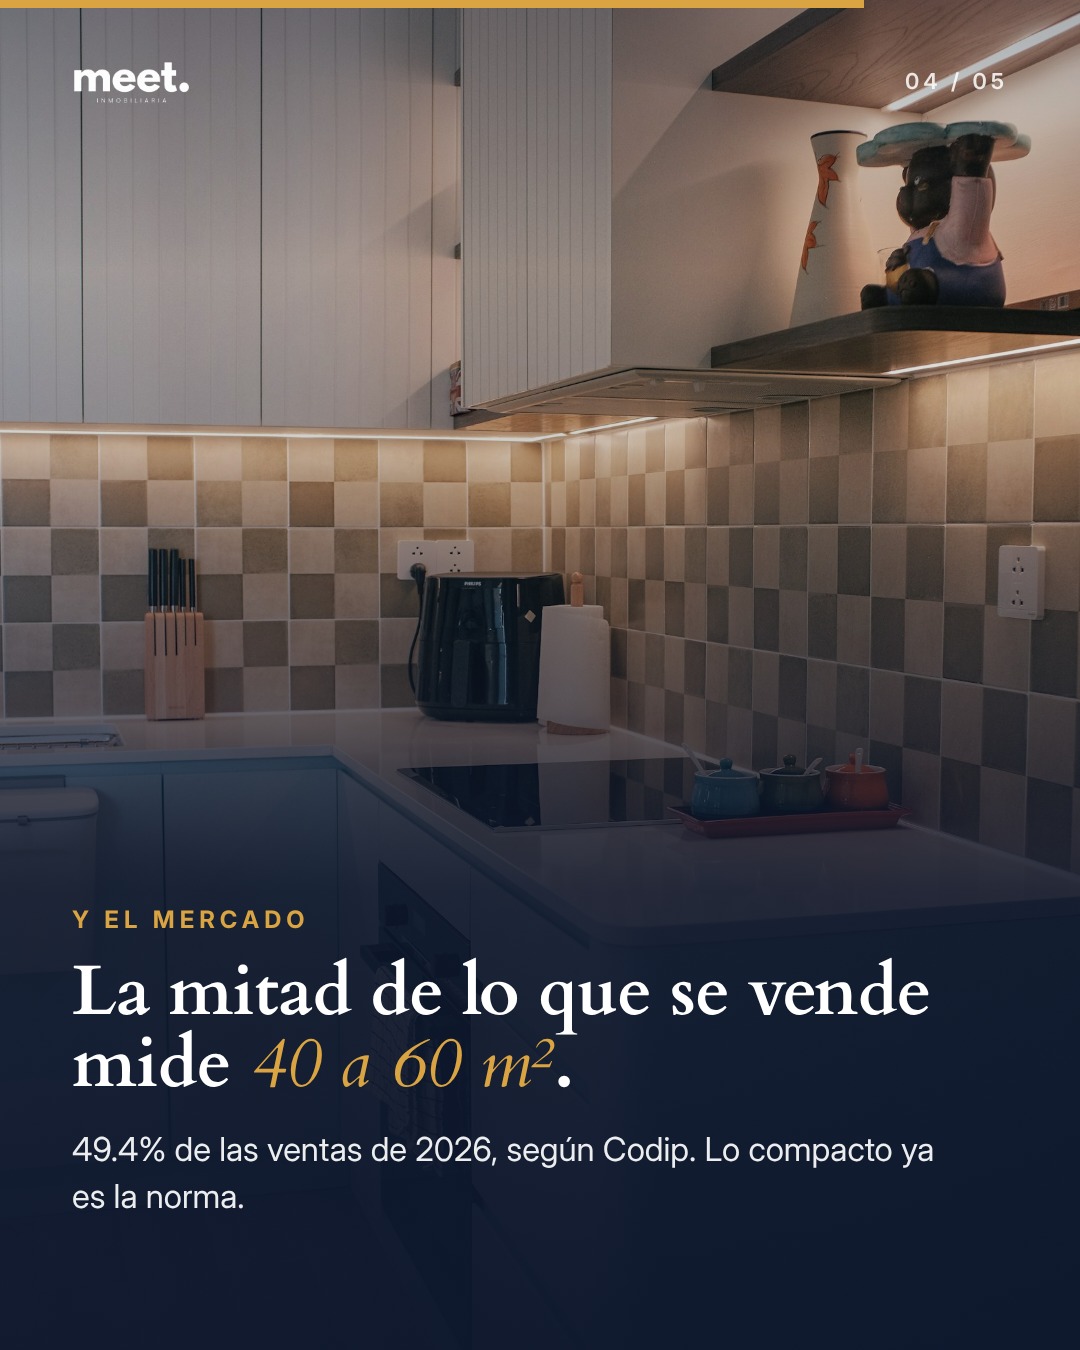 meet.
INMOBILIARIA
04 / 05
PHILIPS
Y EL MERCADO
La mitad de lo que se vende
mide 40 a 60 m².
49.4% de las ventas de 2026, según Codip. Lo compacto ya
es la norma.